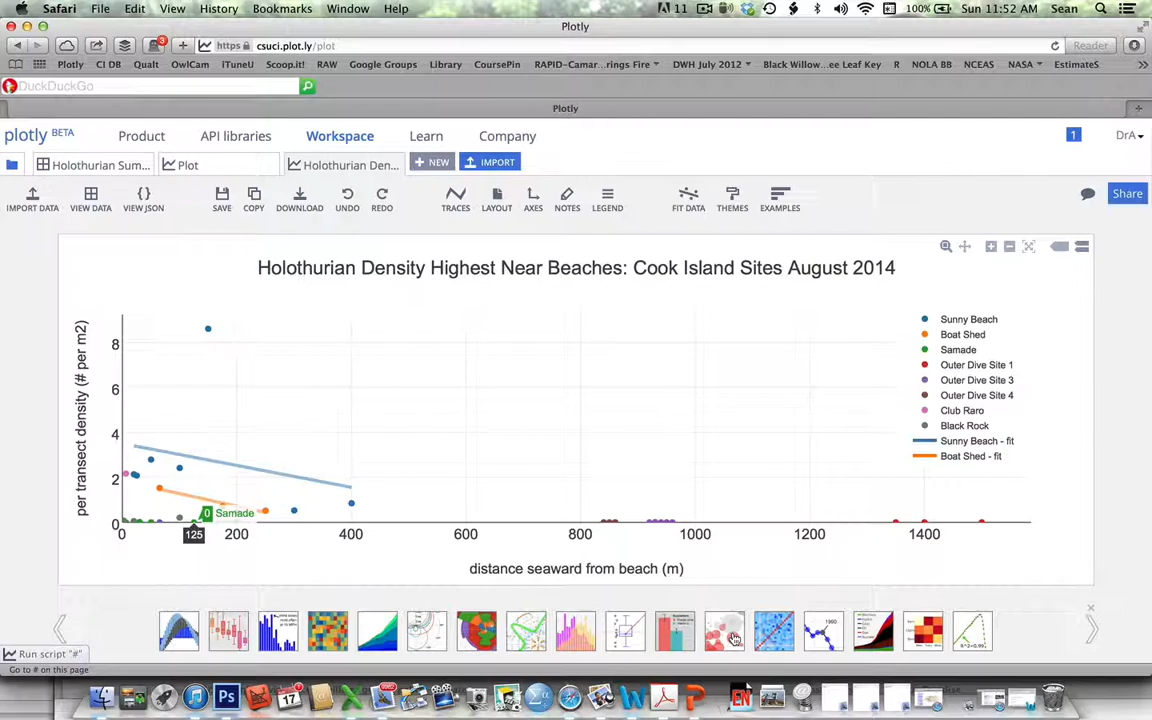 Safari File Edit View History Bookmarks Window Help 11 100% Sun 11:52 AM Sean
Plotly
3 https csuci.plot.ly/plot Reader
Plotly CI DB Qualt OwlCam iTuneU Scoop.it! RAW Google Groups Library CoursePin RAPID-Camar...rings Fire DWH July 2012 Black Willow...ee Leaf Key R NOLA BB NCEAS NASA EstimateS
DuckDuckGo
Plotly
plotly BETA Product API libraries Workspace Learn Company 1 DrA
Holothurian Sum... Plot Holothurian Den... + NEW IMPORT
IMPORT DATA VIEW DATA VIEW JSON SAVE COPY DOWNLOAD UNDO REDO TRACES LAYOUT AXES NOTES LEGEND FIT DATA THEMES EXAMPLES Share
Holothurian Density Highest Near Beaches: Cook Island Sites August 2014
per transect density (# per m2)
8
6
4
2
0
Sunny Beach
Boat Shed
Samade
Outer Dive Site 1
Outer Dive Site 3
Outer Dive Site 4
Club Raro
Black Rock
Sunny Beach - fit
Boat Shed - fit
0 Samade
0 125 200 400 600 800 1000 1200 1400
distance seaward from beach (m)
1960
Run script "#"
Go to # on this page
17 EN